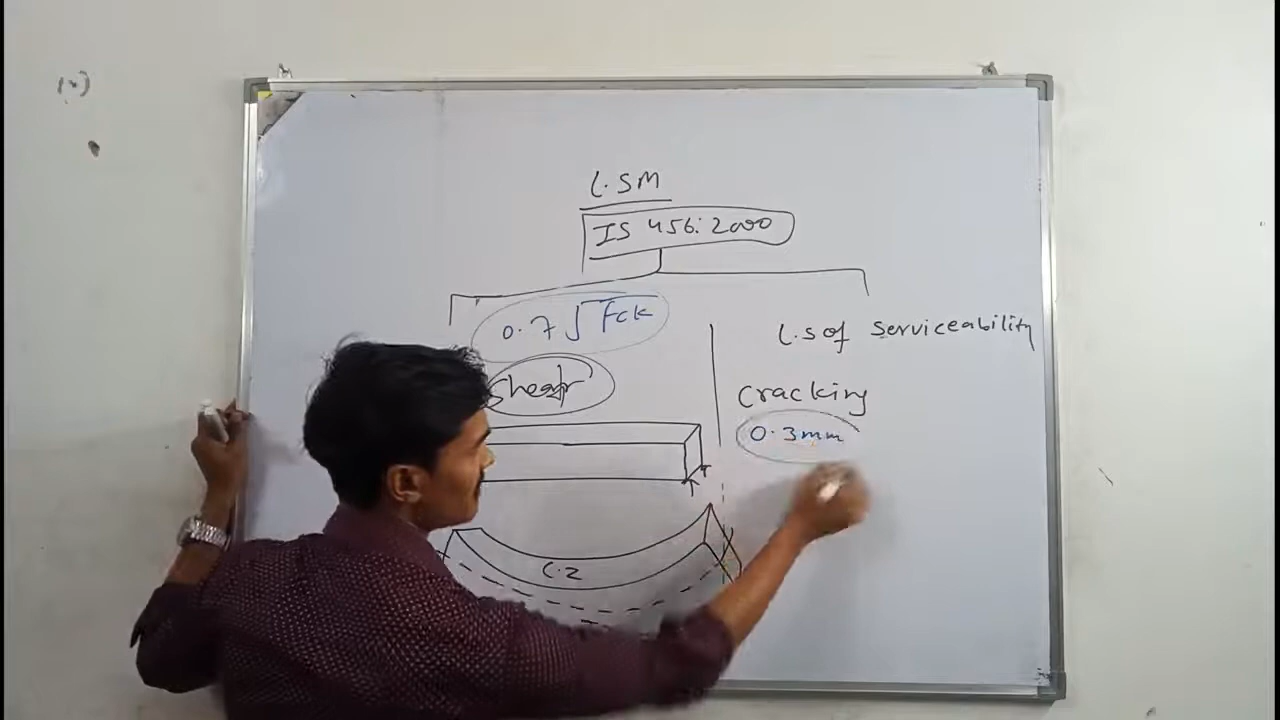 L.SM
IS 456:2000
0.7√fck
L.S of serviceability
Shear
cracking
0.3mm
C.Z